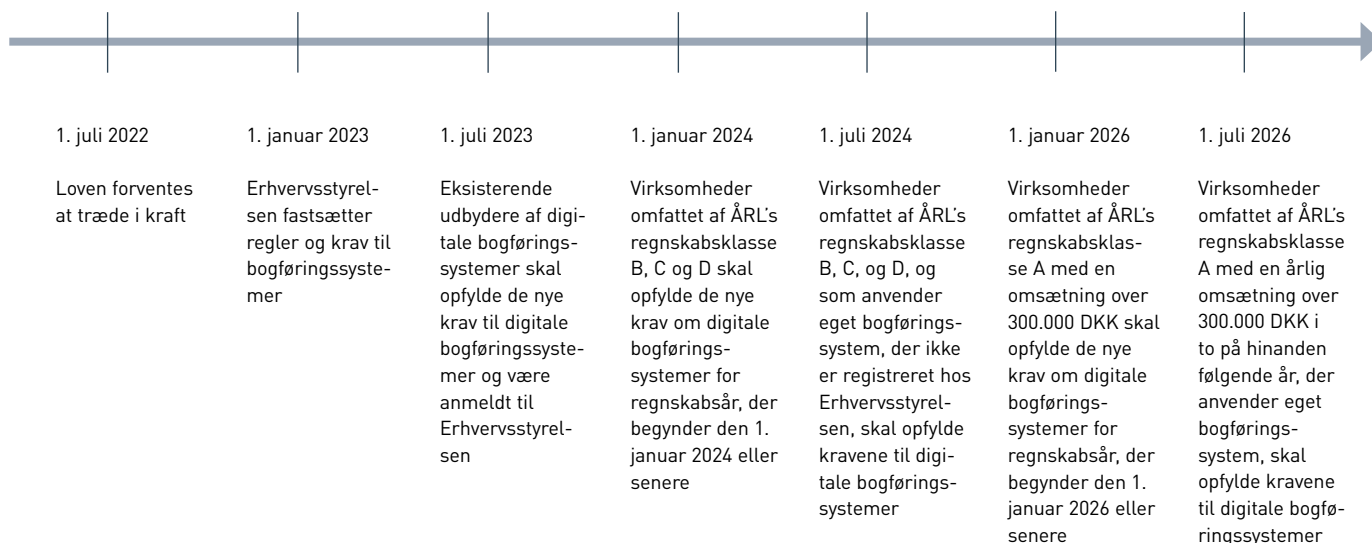 1. juli 2022
Loven forventes
at træde i kraft
1. januar 2023
Erhvervsstyrel-
sen fastsætter
regler og krav til
bogføringssyste-
mer
1. juli 2023
Eksisterende
udbydere af digi-
tale bogførings-
systemer skal
opfylde de nye
krav til digitale
bogføringssyste-
mer og være
anmeldt til
Erhvervsstyrel-
sen
1. januar 2024
Virksomheder
omfattet af ÅRL's
regnskabsklasse
B, C og D skal
opfylde de nye
krav om digitale
bogførings-
systemer for
regnskabsår, der
begynder den 1.
januar 2024 eller
senere
1. juli 2024
Virksomheder
omfattet af ÅRL's
regnskabsklasse
B, C, og D, og
som anvender
eget bogførings-
system, der ikke
er registreret hos
Erhvervsstyrel-
sen, skal opfylde
kravene til digi-
tale bogførings-
systemer
1. januar 2026
Virksomheder
omfattet af ÅRL's
regnskabsklas-
se A med en
omsætning over
300.000 DKK skal
opfylde de nye
krav om digitale
bogførings-
systemer for
regnskabsår, der
begynder den 1.
januar 2026 eller
senere
1. juli 2026
Virksomheder
omfattet af ÅRL's
regnskabsklasse
A med en årlig
omsætning over
300.000 DKK i
to på hinanden
følgende år, der
anvender eget
bogførings-
system, skal
opfylde kravene
til digitale bogfø-
ringssystemer